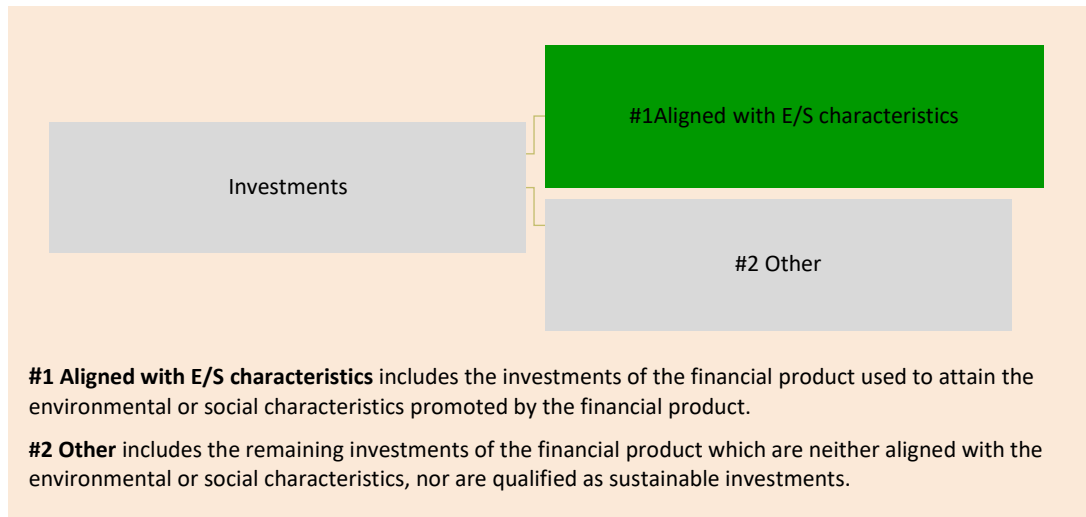 #1Aligned with E/S characteristics
Investments
#2 Other
#1 Aligned with E/S characteristics includes the investments of the financial product used to attain the
environmental or social characteristics promoted by the financial product.
#2 Other includes the remaining investments of the financial product which are neither aligned with the
environmental or social characteristics, nor are qualified as sustainable investments.